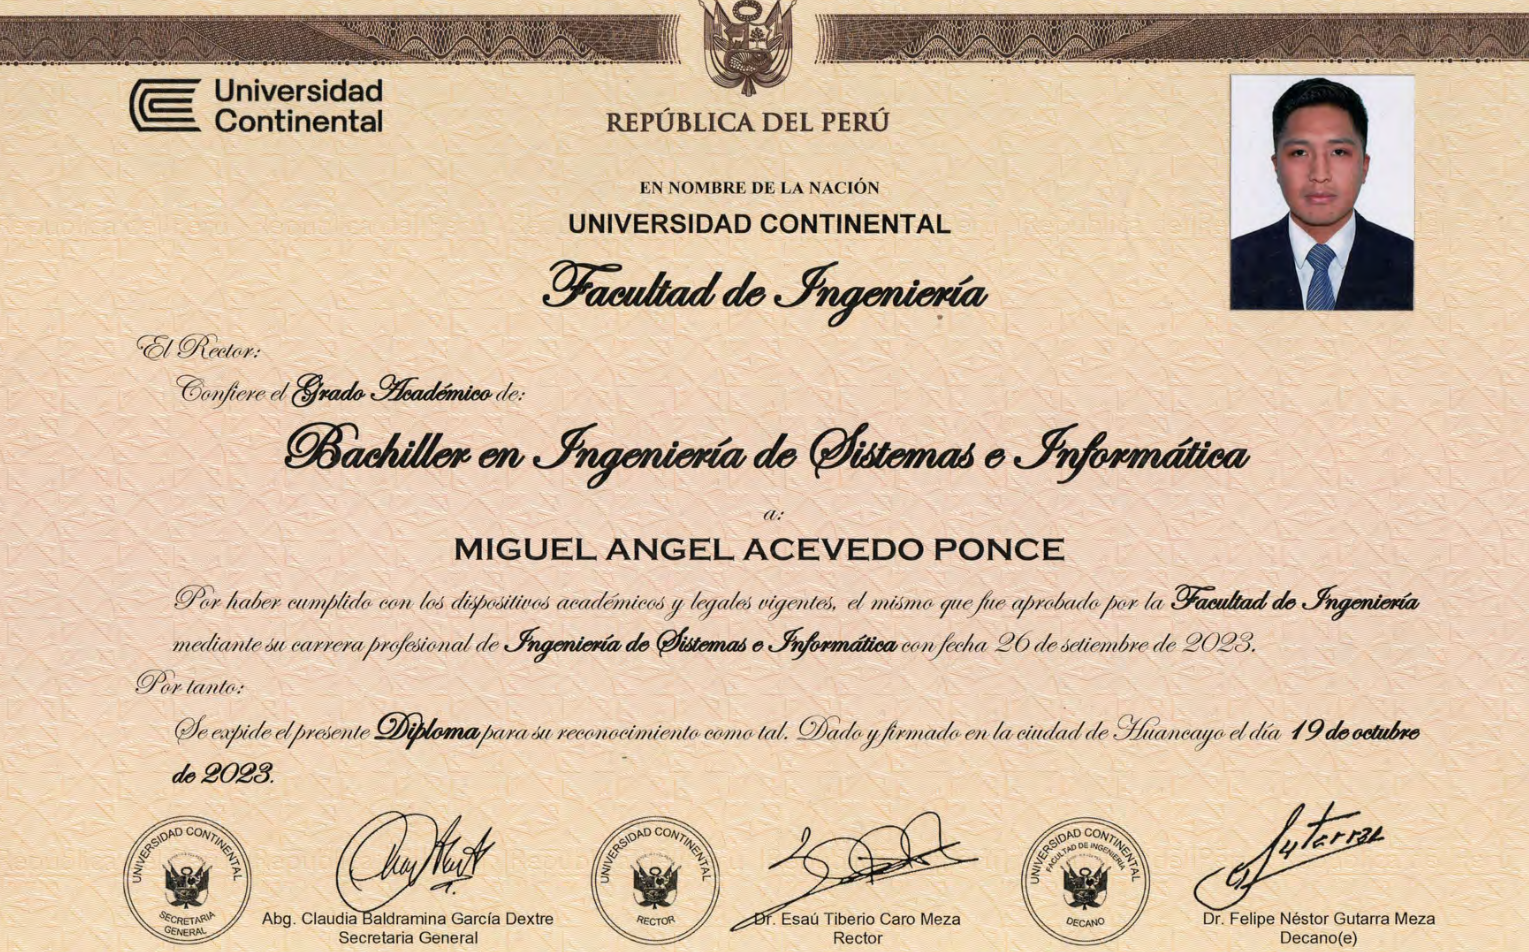 Universidad
Continental
REPÚBLICA DEL PERÚ
EN NOMBRE DE LA NACIÓN
UNIVERSIDAD CONTINENTAL
Facultad de Ingeniería
El Rector:
Confiere el Grado Académico de:
Bachiller en Ingeniería de Sistemas e Informática
a:
MIGUEL ANGEL ACEVEDO PONCE
Por haber cumplido con los dispositivos académicos y legales vigentes, el mismo que fue aprobado por la Facultad de Ingeniería
mediante su carrera profesional de Ingeniería de Sistemas e Informática con fecha 26 de setiembre de 2023.
Por tanto:
Se expide el presente Diploma para su reconocimiento como tal. Dado y firmado en la ciudad de Huancayo el día 19 de octubre
de 2023.
UNIVERSIDAD CONTINENTAL
SECRETARIA
GENERAL
Abg. Claudia Baldramina García Dextre
Secretaria General
UNIVERSIDAD CONTINENTAL
RECTOR
Dr. Esaú Tiberio Caro Meza
Rector
UNIVERSIDAD CONTINENTAL
FACULTAD DE INGENIERÍA
DECANO
Gutarra
Dr. Felipe Néstor Gutarra Meza
Decano(e)